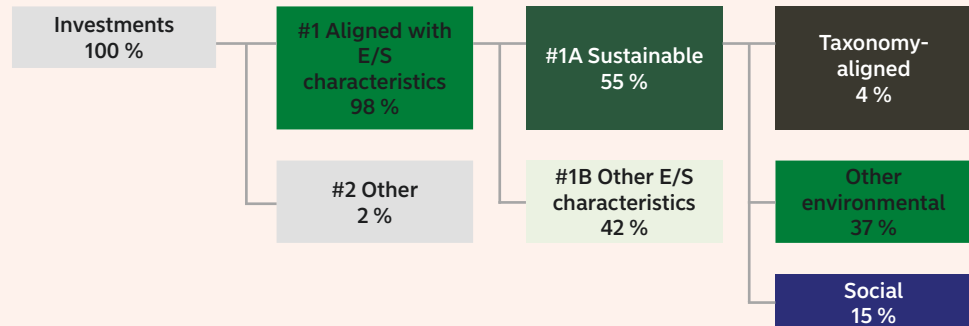 Investments
100 %
#1 Aligned with
E/S
characteristics
98 %
#1A Sustainable
55 %
Taxonomy-
aligned
4 %
#2 Other
2 %
#1B Other E/S
characteristics
42 %
Other
environmental
37 %
Social
15 %